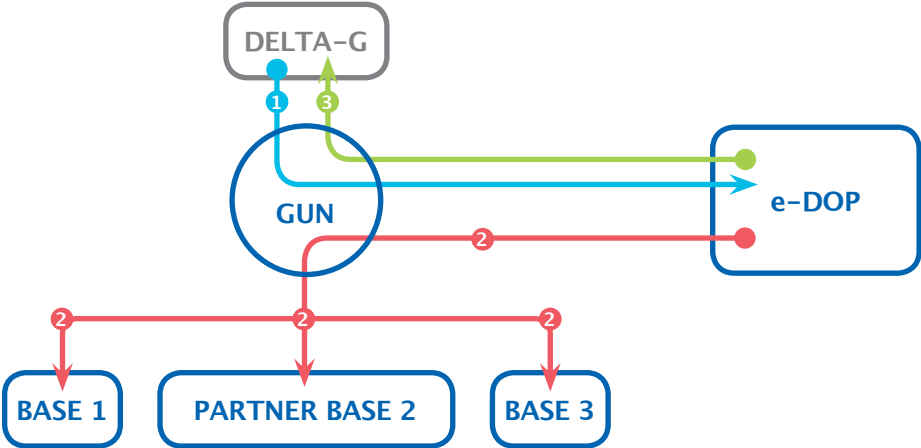 DELTA-G
1
3
GUN
e-DOP
2
2
2
2
BASE 1
PARTNER BASE 2
BASE 3